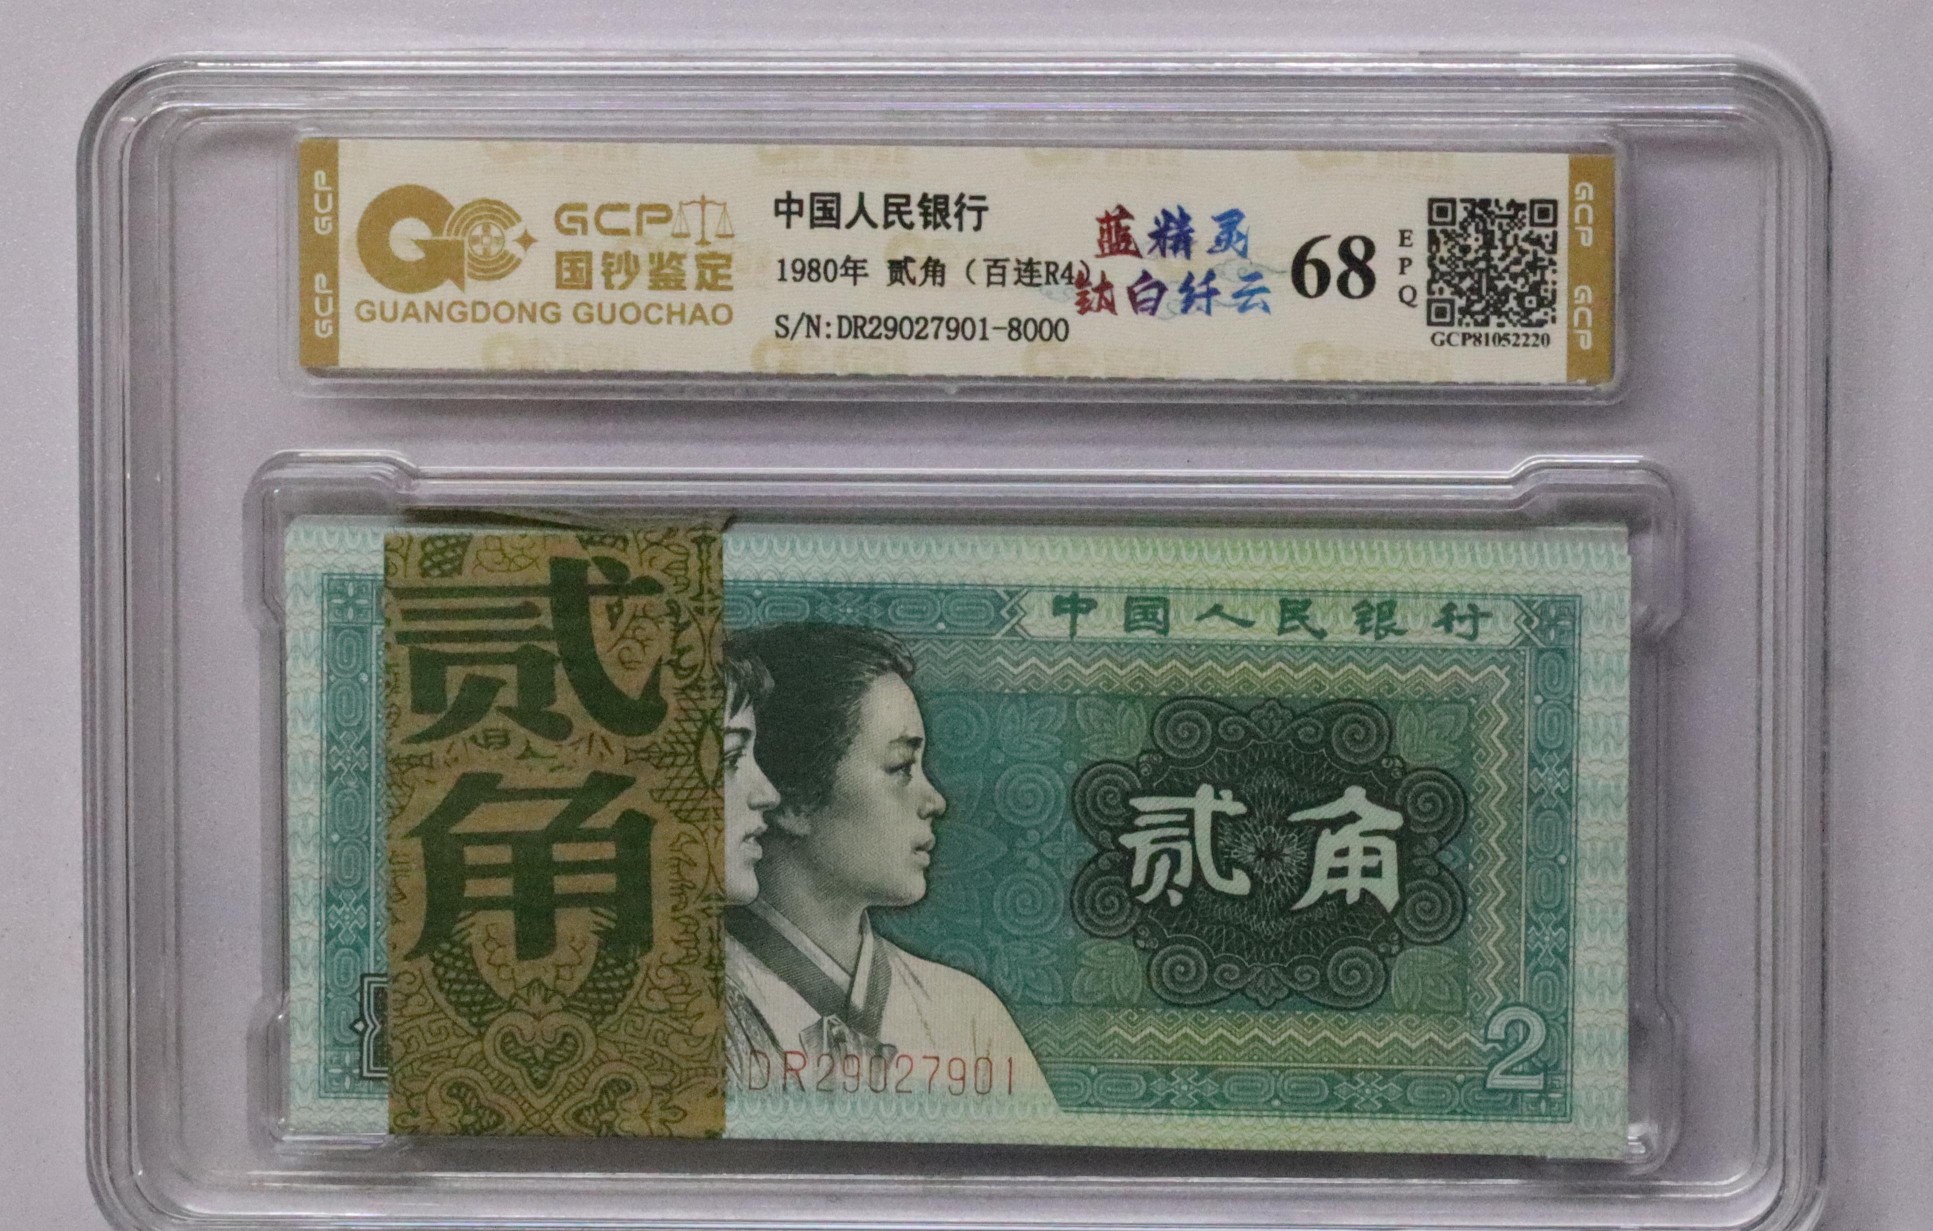 GCP
国钞鉴定
GUANGDONG GUOCHAO
GCP GCP
中国人民银行
1980年 贰角（百连R4）
S/N:DR29027901-8000
蓝精灵
钛白纤云
68
EPQ
GCP81052220
GCP GCP
贰角
中国人民银行
贰角
DR29027901
2